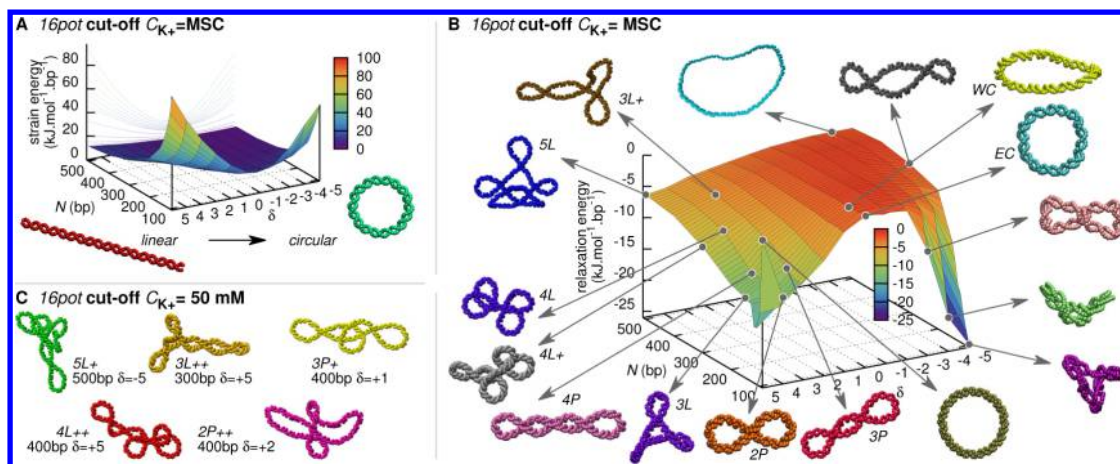 A 16pot cut-off CK+=MSC
strain energy
(kJ.mol-1.bp-1)
80
60
40
20
0
100
80
60
40
20
0
500
400
300
200
100
N (bp)
5 4 3 2 1 0 -1 -2 -3 -4 -5
δ
linear
circular
B 16pot cut-off CK+ = MSC
3L+
WC
5L
EC
relaxation energy
(kJ.mol-1.bp-1)
0
-5
-10
-15
-20
-25
0
-5
-10
-15
-20
-25
4L
4L+
500
400
300
200
100
N (bp)
5 4 3 2 1 0 -1 -2 -3 -4 -5
δ
4P
3L
2P
3P
C 16pot cut-off CK+= 50 mM
5L+
500bp δ=-5
3L++
300bp δ=+5
3P+
400bp δ=+1
4L++
400bp δ=+5
2P++
400bp δ=+2